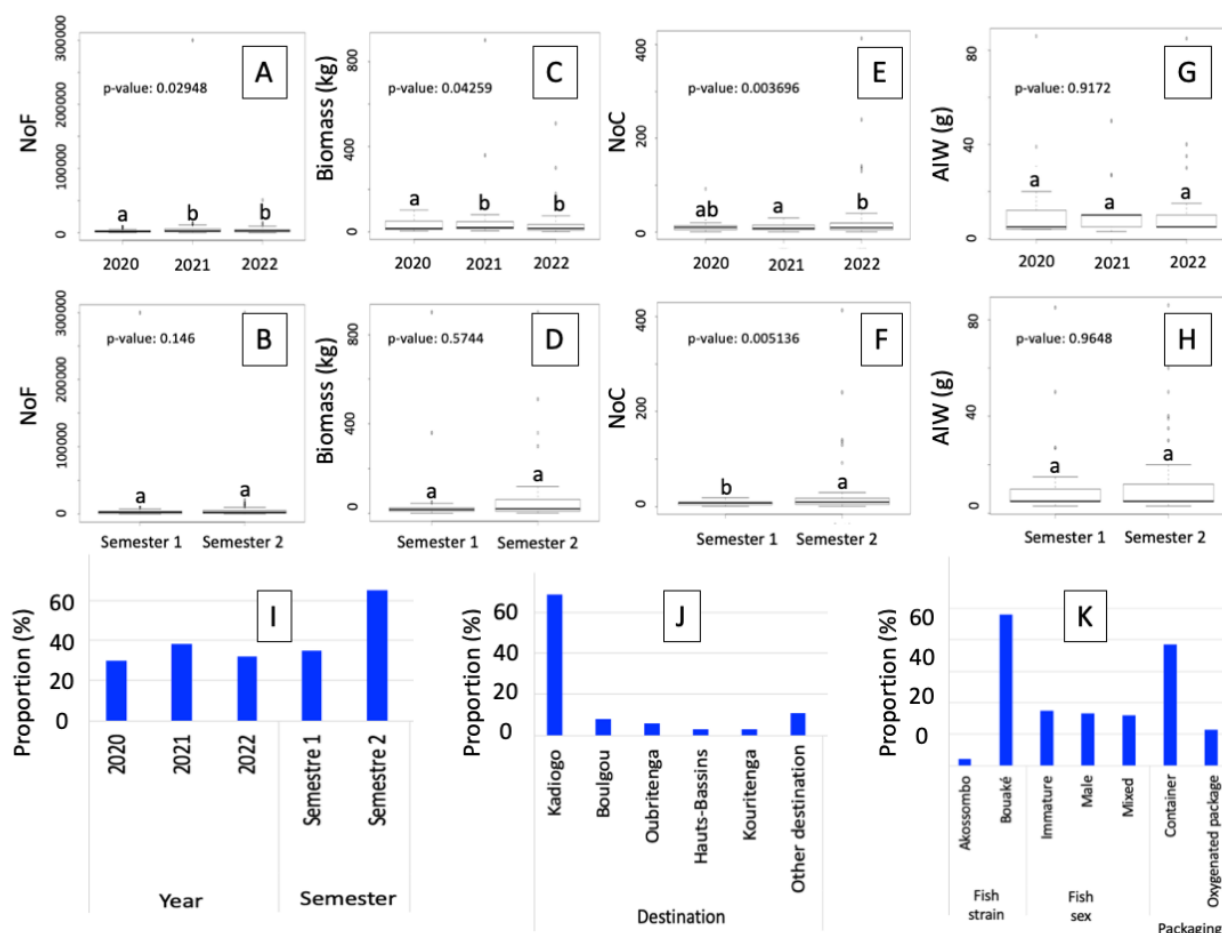 A
p-value: 0.02948
NoF
300000
200000
100000
0
a
b
b
2020
2021
2022
C
p-value: 0.04259
Biomass (kg)
800
400
0
a
b
b
2020
2021
2022
E
p-value: 0.003696
NoC
400
200
0
ab
a
b
2020
2021
2022
G
p-value: 0.9172
AIW (g)
80
40
0
a
a
a
2020
2021
2022
B
p-value: 0.146
NoF
300000
200000
100000
0
a
a
Semester 1
Semester 2
D
p-value: 0.5744
Biomass (kg)
800
400
0
a
a
Semester 1
Semester 2
F
p-value: 0.005136
NoC
400
200
0
b
a
Semester 1
Semester 2
H
p-value: 0.9648
AIW (g)
80
40
0
a
a
Semester 1
Semester 2
I
Proportion (%)
60
40
20
0
2020
2021
2022
Semestre 1
Semestre 2
Year
Semester
J
Proportion (%)
60
40
20
0
Kadiogo
Boulgou
Oubritenga
Hauts-Bassins
Kouritenga
Other destination
Destination
K
Proportion (%)
60
40
20
0
Akossombo
Bouaké
Immature
Male
Mixed
Container
Oxygenated package
Fish
strain
Fish
sex
Packaging